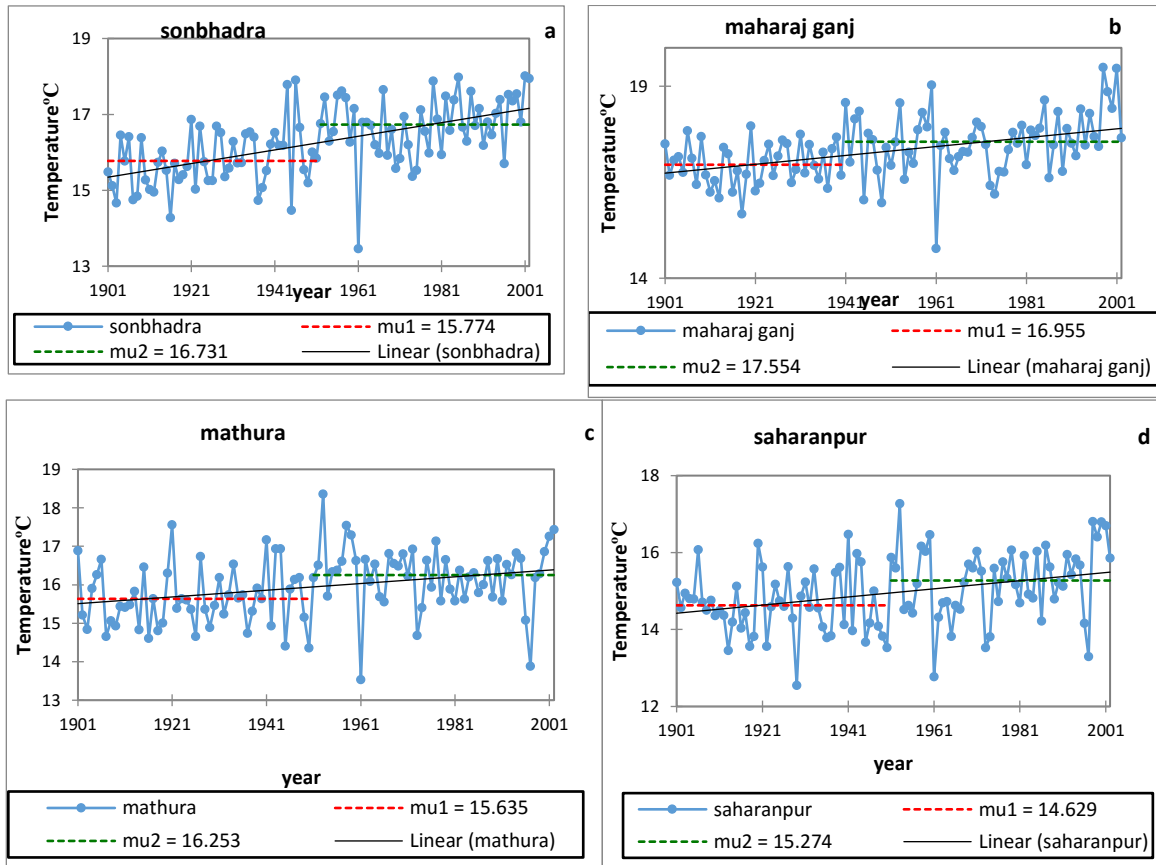 sonbhadra
a
Temperature°C
19
17
15
13
1901 1921 1941 1961 1981 2001
year
sonbhadra
mu1 = 15.774
mu2 = 16.731
Linear (sonbhadra)
maharaj ganj
b
Temperature°C
19
14
1901 1921 1941 1961 1981 2001
year
maharaj ganj
mu1 = 16.955
mu2 = 17.554
Linear (maharaj ganj)
mathura
c
Temperature°C
19
18
17
16
15
14
13
1901 1921 1941 1961 1981 2001
year
mathura
mu1 = 15.635
mu2 = 16.253
Linear (mathura)
saharanpur
d
Temperature°C
18
16
14
12
1901 1921 1941 1961 1981 2001
year
saharanpur
mu1 = 14.629
mu2 = 15.274
Linear (saharanpur)